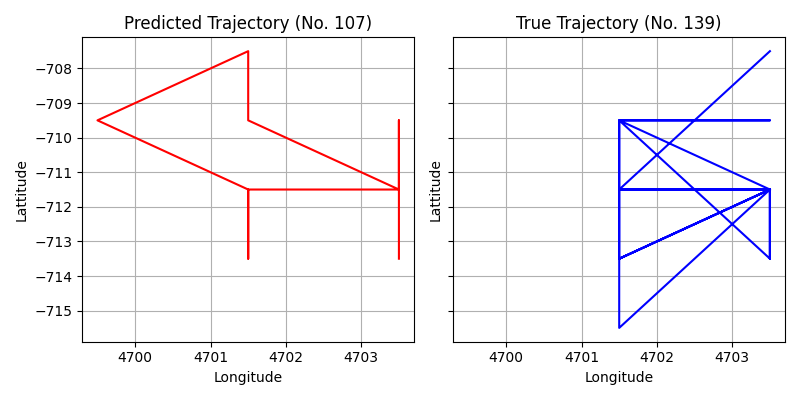 Predicted Trajectory (No. 107)
−708
−709
−710
−711
−712
−713
−714
−715
Lattitude
4700 4701 4702 4703
Longitude
True Trajectory (No. 139)
Lattitude
4700 4701 4702 4703
Longitude